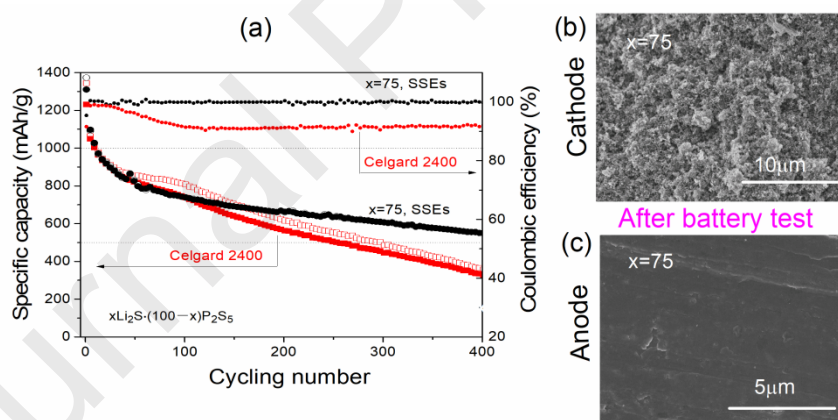 (a)
Specific capacity (mAh/g)
1400
1200
1000
800
600
400
200
0
x=75, SSEs
Celgard 2400
x=75, SSEs
Celgard 2400
xLi₂S·(100−x)P₂S₅
100
80
60
40
20
Coulombic efficiency (%)
0
100
200
300
400
Cycling number
(b)
Cathode
x=75
10μm
After battery test
(c)
Anode
x=75
5μm